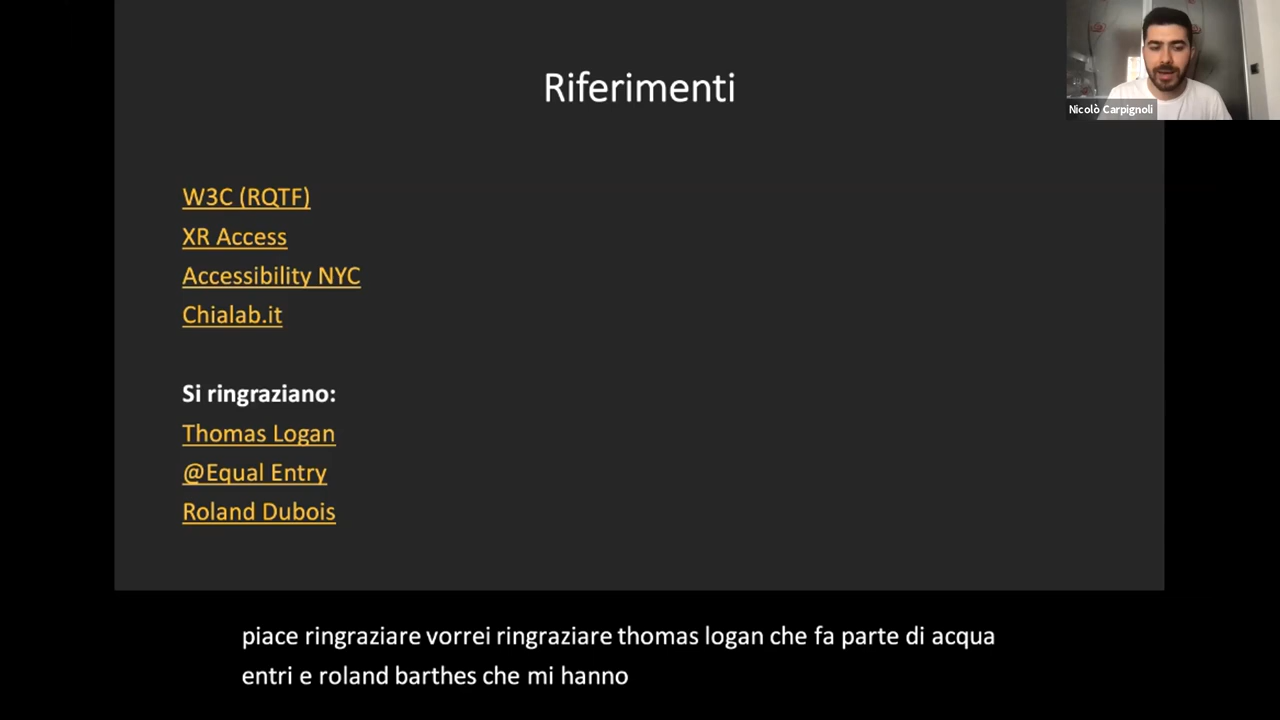 Riferimenti
Nicolò Carpignoli
W3C (RQTF)
XR Access
Accessibility NYC
Chialab.it
Si ringraziano:
Thomas Logan
@Equal Entry
Roland Dubois
piace ringraziare vorrei ringraziare thomas logan che fa parte di acqua
entri e roland barthes che mi hanno